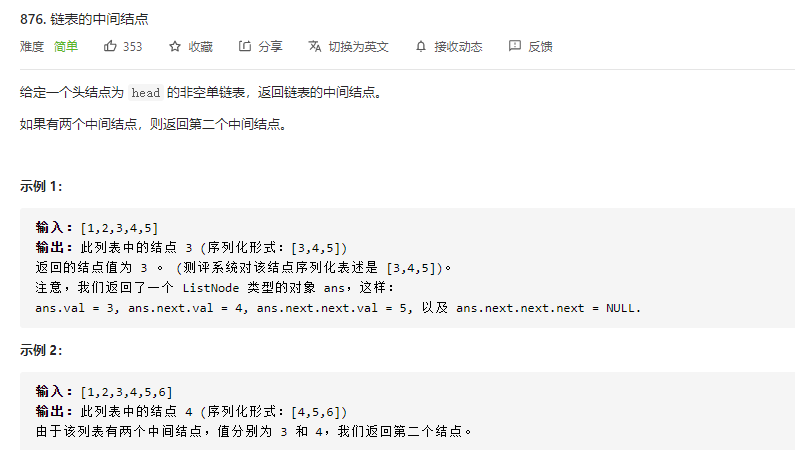 876. 链表的中间结点
难度 简单 353 收藏 分享 切换为英文 接收动态 反馈
给定一个头结点为 head 的非空单链表，返回链表的中间结点。
如果有两个中间结点，则返回第二个中间结点。
示例 1：
输入：[1,2,3,4,5]
输出：此列表中的结点 3 (序列化形式：[3,4,5])
返回的结点值为 3 。 (测评系统对该结点序列化表述是 [3,4,5])。
注意，我们返回了一个 ListNode 类型的对象 ans，这样：
ans.val = 3, ans.next.val = 4, ans.next.next.val = 5, 以及 ans.next.next.next = NULL.
示例 2：
输入：[1,2,3,4,5,6]
输出：此列表中的结点 4 (序列化形式：[4,5,6])
由于该列表有两个中间结点，值分别为 3 和 4，我们返回第二个结点。